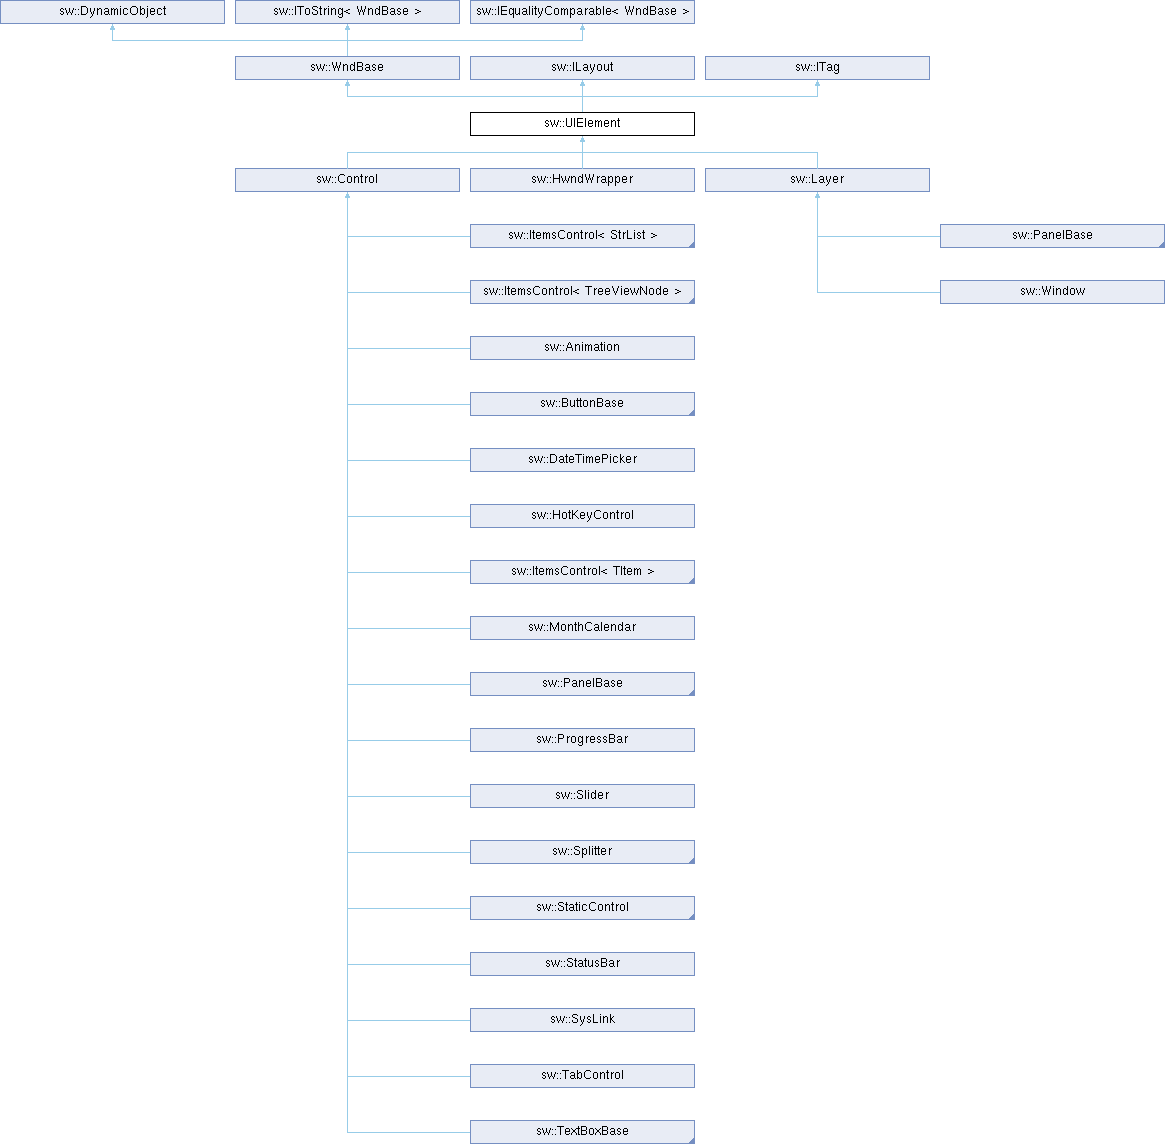 sw::DynamicObject
sw::IToString< WndBase >
sw::IEqualityComparable< WndBase >
sw::WndBase
sw::ILayout
sw::ITag
sw::UIElement
sw::Control
sw::HwndWrapper
sw::Layer
sw::ItemsControl< StrList >
sw::PanelBase
sw::ItemsControl< TreeViewNode >
sw::Window
sw::Animation
sw::ButtonBase
sw::DateTimePicker
sw::HotKeyControl
sw::ItemsControl< TItem >
sw::MonthCalendar
sw::PanelBase
sw::ProgressBar
sw::Slider
sw::Splitter
sw::StaticControl
sw::StatusBar
sw::SysLink
sw::TabControl
sw::TextBoxBase